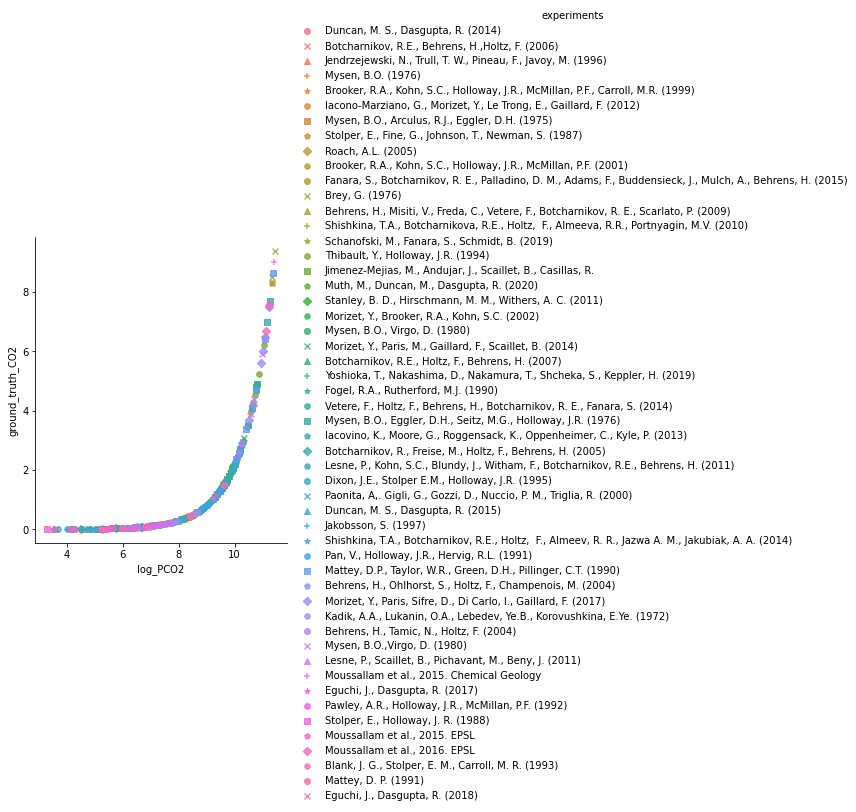 experiments
Duncan, M. S., Dasgupta, R. (2014)
Botcharnikov, R.E., Behrens, H.,Holtz, F. (2006)
Jendrzejewski, N., Trull, T. W., Pineau, F., Javoy, M. (1996)
Mysen, B.O. (1976)
Brooker, R.A., Kohn, S.C., Holloway, J.R., McMillan, P.F., Carroll, M.R. (1999)
Iacono-Marziano, G., Morizet, Y., Le Trong, E., Gaillard, F. (2012)
Mysen, B.O., Arculus, R.J., Eggler, D.H. (1975)
Stolper, E., Fine, G., Johnson, T., Newman, S. (1987)
Roach, A.L. (2005)
Brooker, R.A., Kohn, S.C., Holloway, J.R., McMillan, P.F. (2001)
Fanara, S., Botcharnikov, R. E., Palladino, D. M., Adams, F., Buddensieck, J., Mulch, A., Behrens, H. (2015)
Brey, G. (1976)
Behrens, H., Misiti, V., Freda, C., Vetere, F., Botcharnikov, R. E., Scarlato, P. (2009)
Shishkina, T.A., Botcharnikova, R.E., Holtz,  F., Almeeva, R.R., Portnyagin, M.V. (2010)
Schanofski, M., Fanara, S., Schmidt, B. (2019)
Thibault, Y., Holloway, J.R. (1994)
Jimenez-Mejias, M., Andujar, J., Scaillet, B., Casillas, R.
Muth, M., Duncan, M., Dasgupta, R. (2020)
Stanley, B. D., Hirschmann, M. M., Withers, A. C. (2011)
Morizet, Y., Brooker, R.A., Kohn, S.C. (2002)
Mysen, B.O., Virgo, D. (1980)
Morizet, Y., Paris, M., Gaillard, F., Scaillet, B. (2014)
Botcharnikov, R.E., Holtz, F., Behrens, H. (2007)
Yoshioka, T., Nakashima, D., Nakamura, T., Shcheka, S., Keppler, H. (2019)
Fogel, R.A., Rutherford, M.J. (1990)
Vetere, F., Holtz, F., Behrens, H., Botcharnikov, R. E., Fanara, S. (2014)
Mysen, B.O., Eggler, D.H., Seitz, M.G., Holloway, J.R. (1976)
Iacovino, K., Moore, G., Roggensack, K., Oppenheimer, C., Kyle, P. (2013)
Botcharnikov, R., Freise, M., Holtz, F., Behrens, H. (2005)
Lesne, P., Kohn, S.C., Blundy, J., Witham, F., Botcharnikov, R.E., Behrens, H. (2011)
Dixon, J.E., Stolper E.M., Holloway, J.R. (1995)
Paonita, A,. Gigli, G., Gozzi, D., Nuccio, P. M., Triglia, R. (2000)
Duncan, M. S., Dasgupta, R. (2015)
Jakobsson, S. (1997)
Shishkina, T.A., Botcharnikov, R.E., Holtz,  F., Almeev, R. R., Jazwa A. M., Jakubiak, A. A. (2014)
Pan, V., Holloway, J.R., Hervig, R.L. (1991)
Mattey, D.P., Taylor, W.R., Green, D.H., Pillinger, C.T. (1990)
Behrens, H., Ohlhorst, S., Holtz, F., Champenois, M. (2004)
Morizet, Y., Paris, Sifre, D., Di Carlo, I., Gaillard, F. (2017)
Kadik, A.A., Lukanin, O.A., Lebedev, Ye.B., Korovushkina, E.Ye. (1972)
Behrens, H., Tamic, N., Holtz, F. (2004)
Mysen, B.O.,Virgo, D. (1980)
Lesne, P., Scaillet, B., Pichavant, M., Beny, J. (2011)
Moussallam et al., 2015. Chemical Geology
Eguchi, J., Dasgupta, R. (2017)
Pawley, A.R., Holloway, J.R., McMillan, P.F. (1992)
Stolper, E., Holloway, J. R. (1988)
Moussallam et al., 2015. EPSL
Moussallam et al., 2016. EPSL
Blank, J. G., Stolper, E. M., Carroll, M. R. (1993)
Mattey, D. P. (1991)
Eguchi, J., Dasgupta, R. (2018)
ground_truth_CO2
8
6
4
2
0
4 6 8 10
log_PCO2